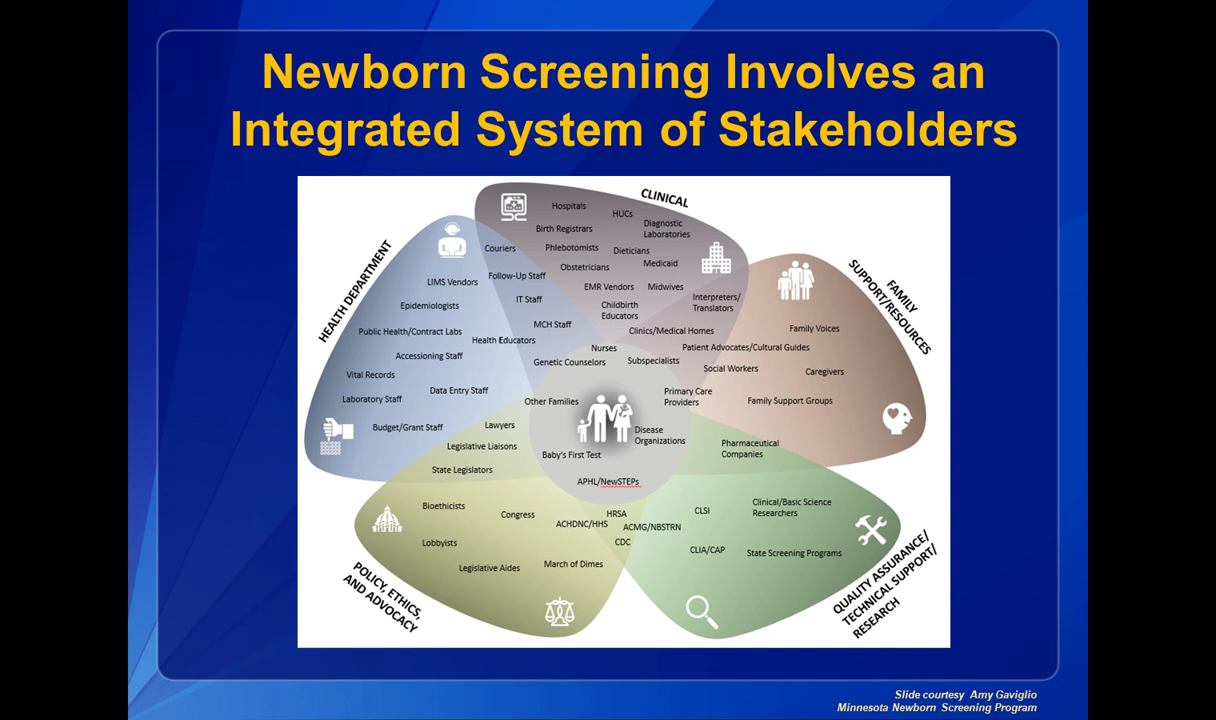 Newborn Screening Involves an
Integrated System of Stakeholders
CLINICAL
Hospitals
HUCs
Birth Registrars
Diagnostic
Laboratories
Couriers
Phlebotomists
Dieticians
Medicaid
Obstetricians
Follow-Up Staff
EMR Vendors
Midwives
IT Staff
Childbirth
Educators
Interpreters/
Translators
MCH Staff
Clinics/Medical Homes
Health Educators
Nurses
Genetic Counselors
Subspecialists
HEALTH DEPARTMENT
LIMS Vendors
Epidemiologists
Public Health/Contract Labs
Accessioning Staff
Vital Records
Data Entry Staff
Laboratory Staff
Budget/Grant Staff
FAMILY
SUPPORT/RESOURCES
Family Voices
Patient Advocates/Cultural Guides
Social Workers
Caregivers
Primary Care
Providers
Family Support Groups
Other Families
Disease
Organizations
Baby's First Test
APHL/NewSTEPs
Lawyers
Legislative Liaisons
State Legislators
Bioethicists
Congress
HRSA
ACHDNC/HHS
ACMG/NBSTRN
CDC
Lobbyists
Legislative Aides
March of Dimes
POLICY, ETHICS,
AND ADVOCACY
Pharmaceutical
Companies
CLSI
Clinical/Basic Science
Researchers
CLIA/CAP
State Screening Programs
QUALITY ASSURANCE/
TECHNICAL SUPPORT/
RESEARCH
Slide courtesy Amy Gaviglio
Minnesota Newborn Screening Program